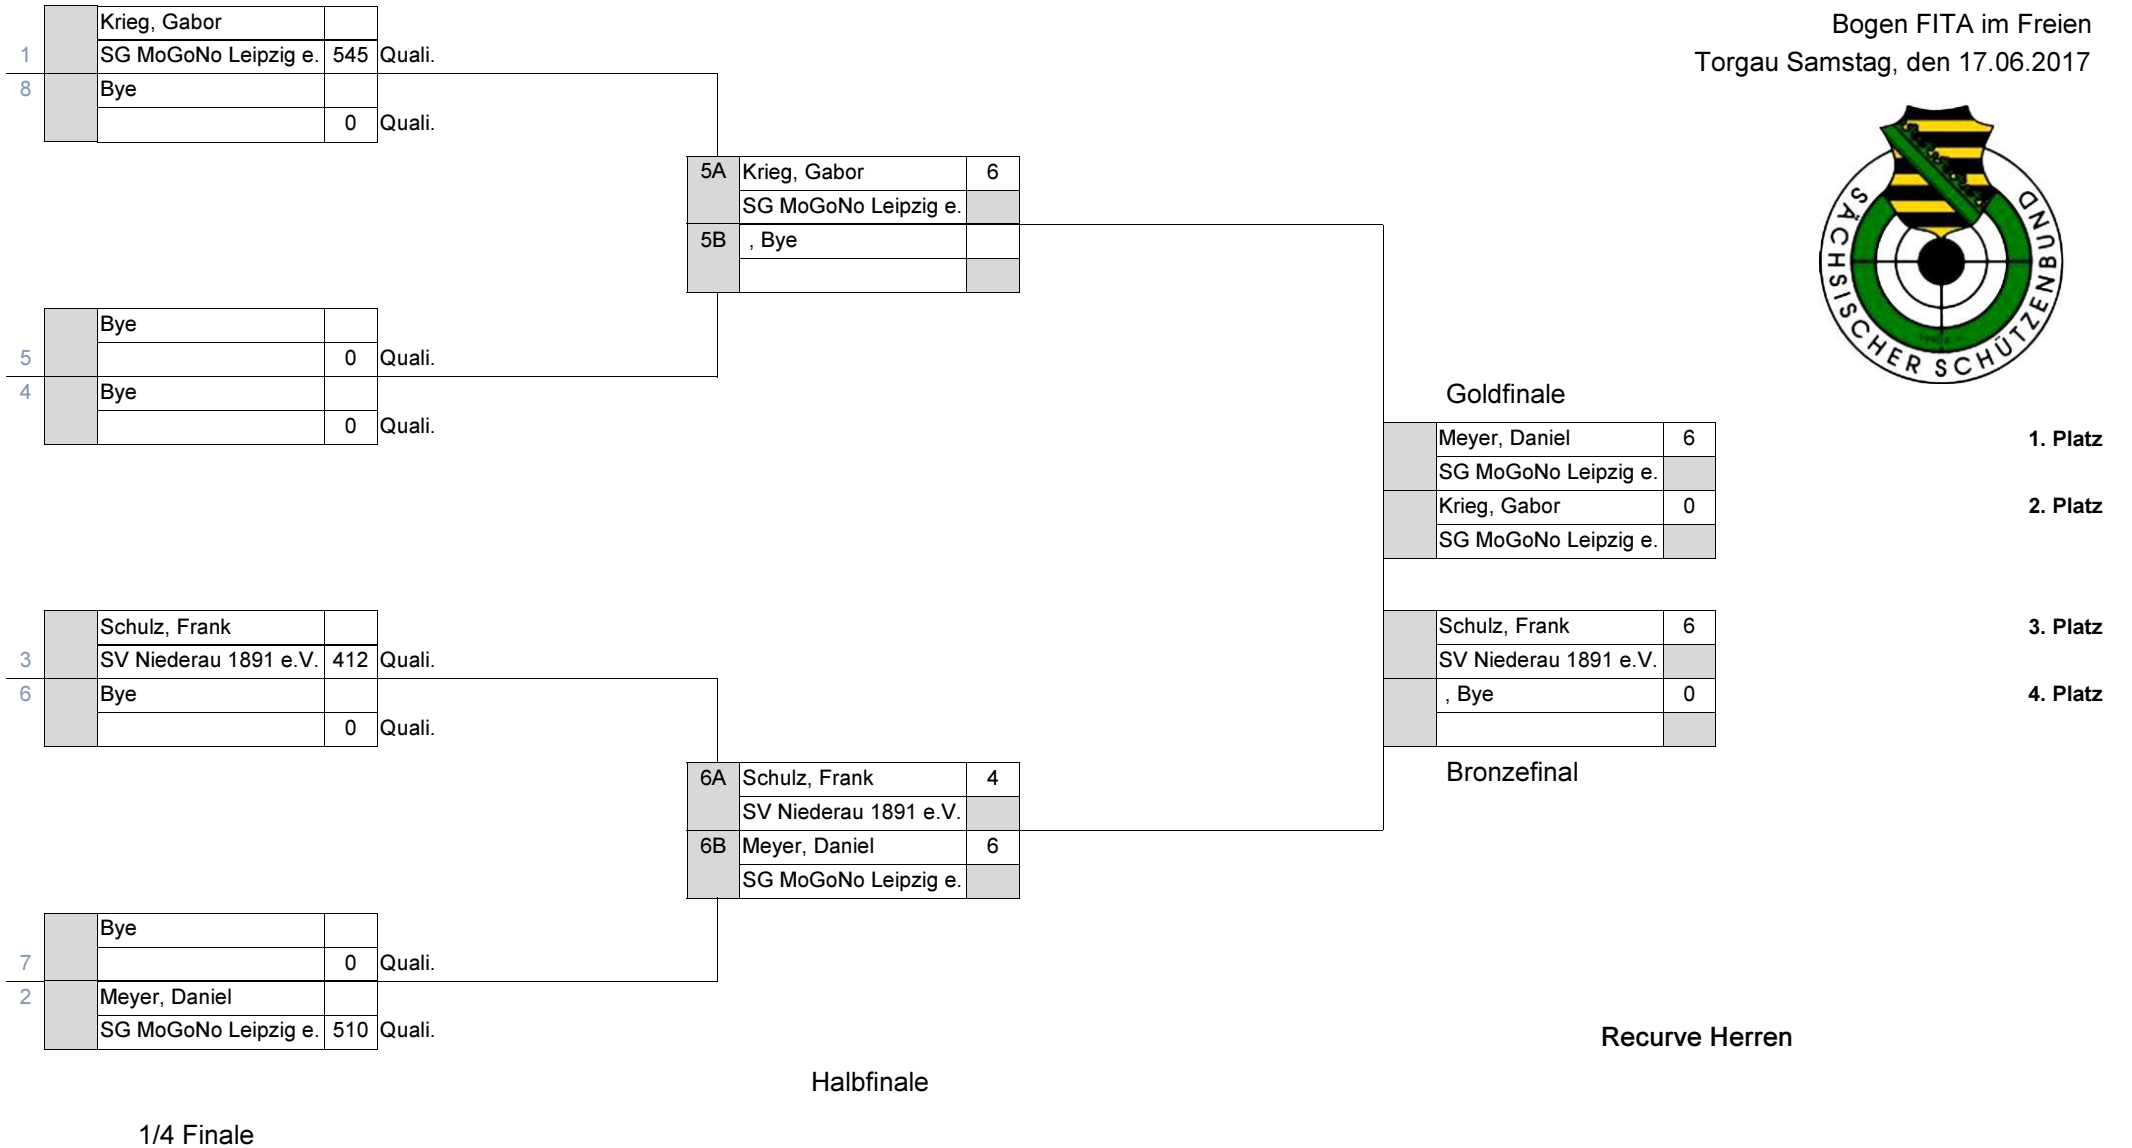 Bogen FITA im Freien
Torgau Samstag, den 17.06.2017
SÄCHSISCHER SCHÜTZENBUND
Krieg, Gabor
1 SG MoGoNo Leipzig e. 545 Quali.
8 Bye
0 Quali.
5A Krieg, Gabor 6
SG MoGoNo Leipzig e.
5B , Bye
Bye
5 0 Quali.
4 Bye
0 Quali.
Goldfinale
Meyer, Daniel 6 1. Platz
SG MoGoNo Leipzig e.
Krieg, Gabor 0 2. Platz
SG MoGoNo Leipzig e.
Schulz, Frank
3 SV Niederau 1891 e.V. 412 Quali.
6 Bye
0 Quali.
Schulz, Frank 6 3. Platz
SV Niederau 1891 e.V.
, Bye 0 4. Platz
Bronzefinal
6A Schulz, Frank 4
SV Niederau 1891 e.V.
6B Meyer, Daniel 6
SG MoGoNo Leipzig e.
Bye
7 0 Quali.
2 Meyer, Daniel
SG MoGoNo Leipzig e. 510 Quali.
Recurve Herren
Halbfinale
1/4 Finale